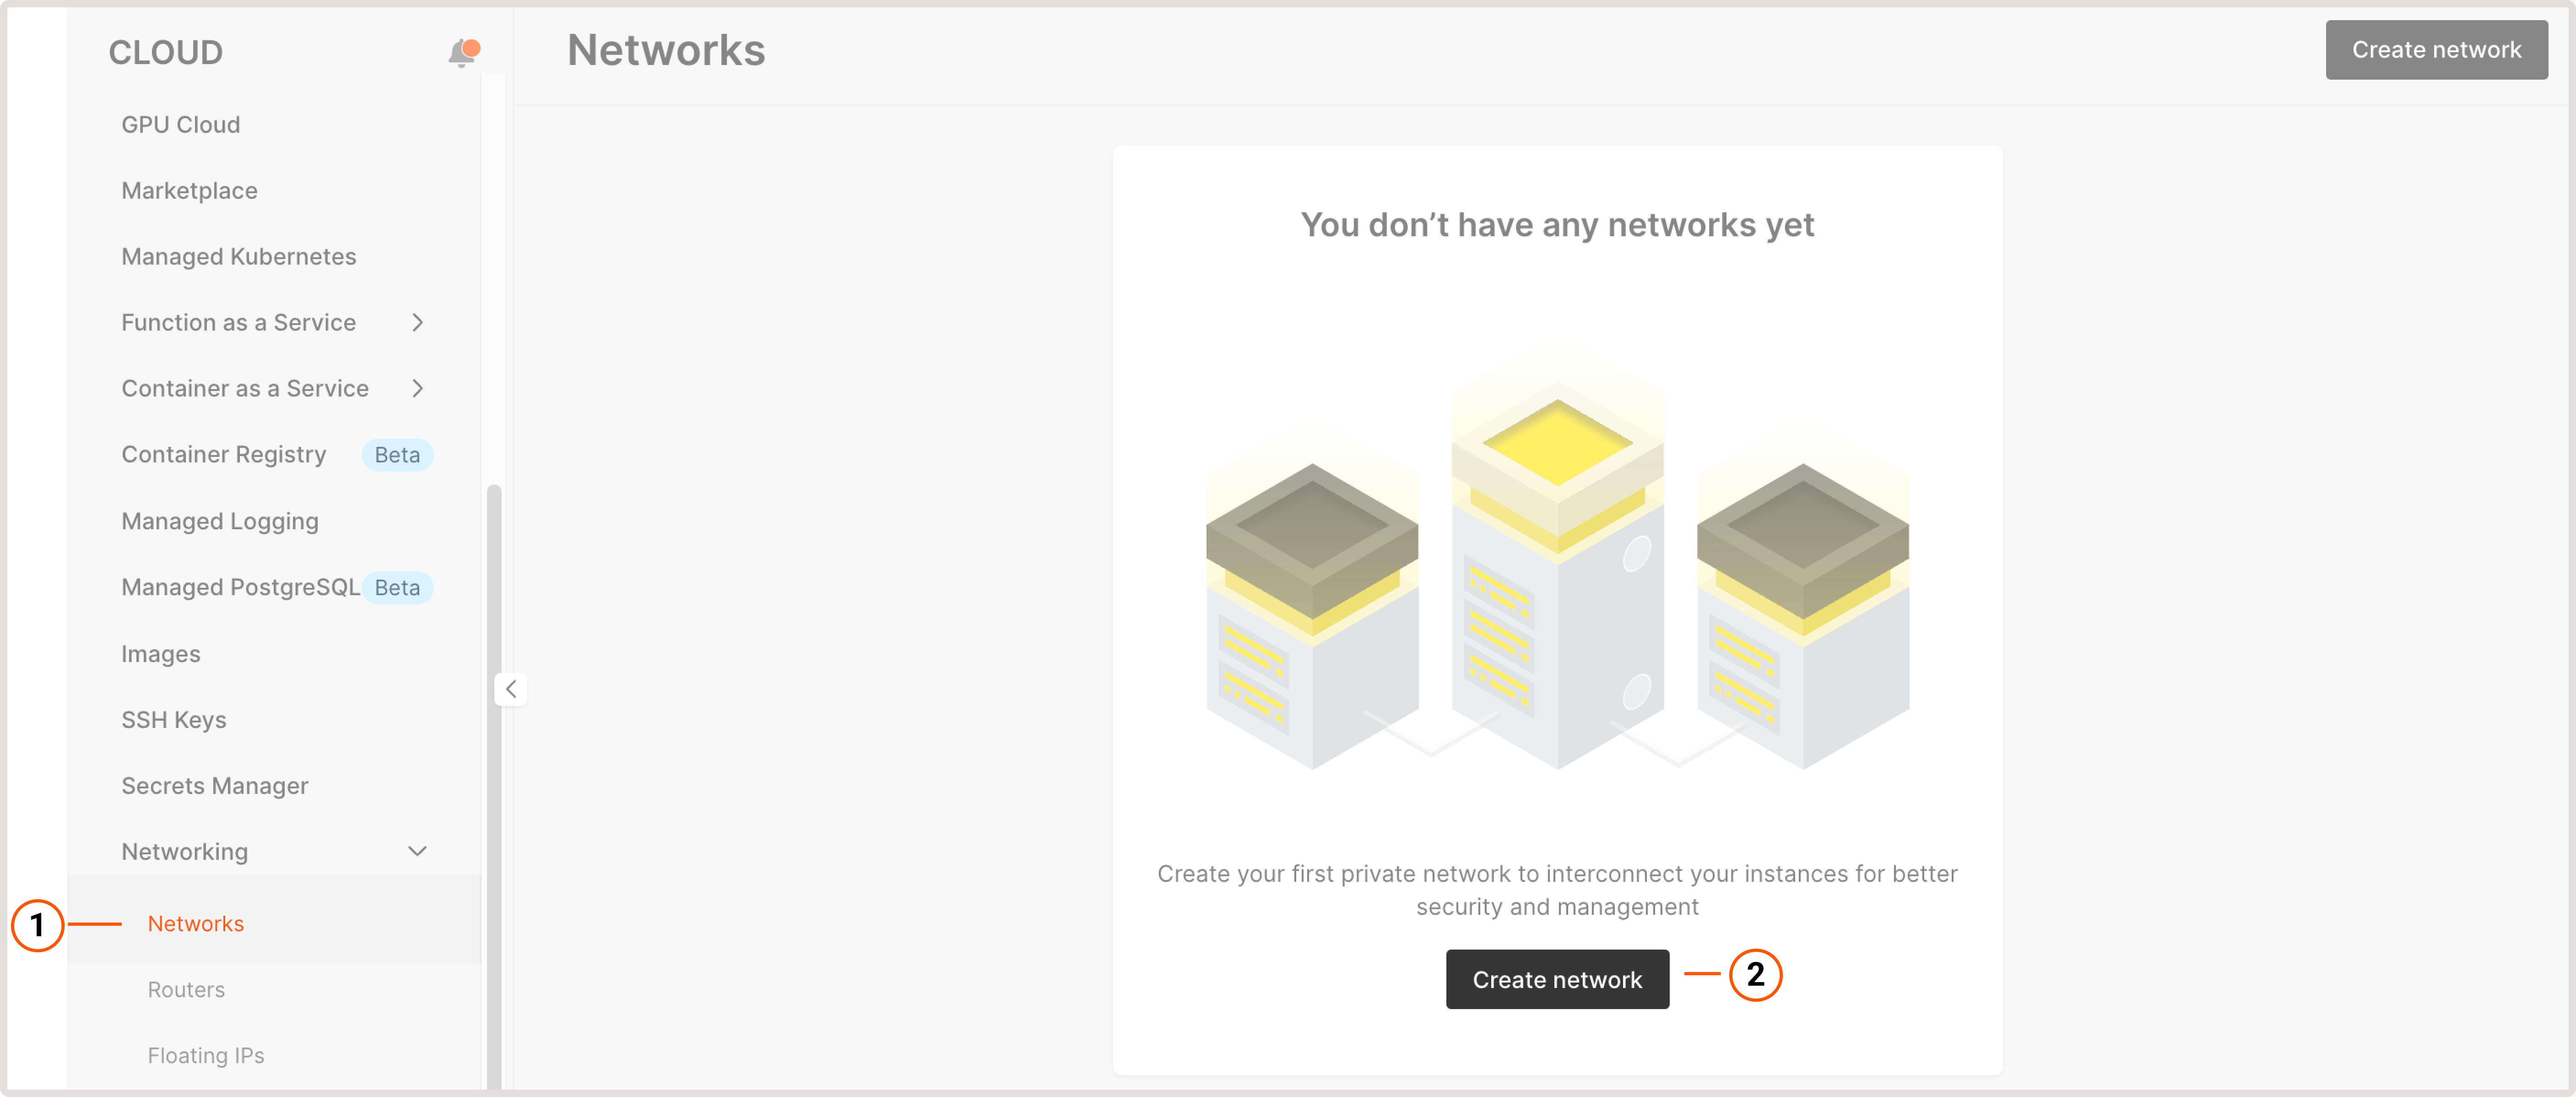 CLOUD
GPU Cloud
Marketplace
Managed Kubernetes
Function as a Service
Container as a Service
Container Registry Beta
Managed Logging
Managed PostgreSQL Beta
Images
SSH Keys
Secrets Manager
Networking
1
Networks
Routers
Floating IPs
Networks
Create network
You don’t have any networks yet
Create your first private network to interconnect your instances for better
security and management
Create network
2